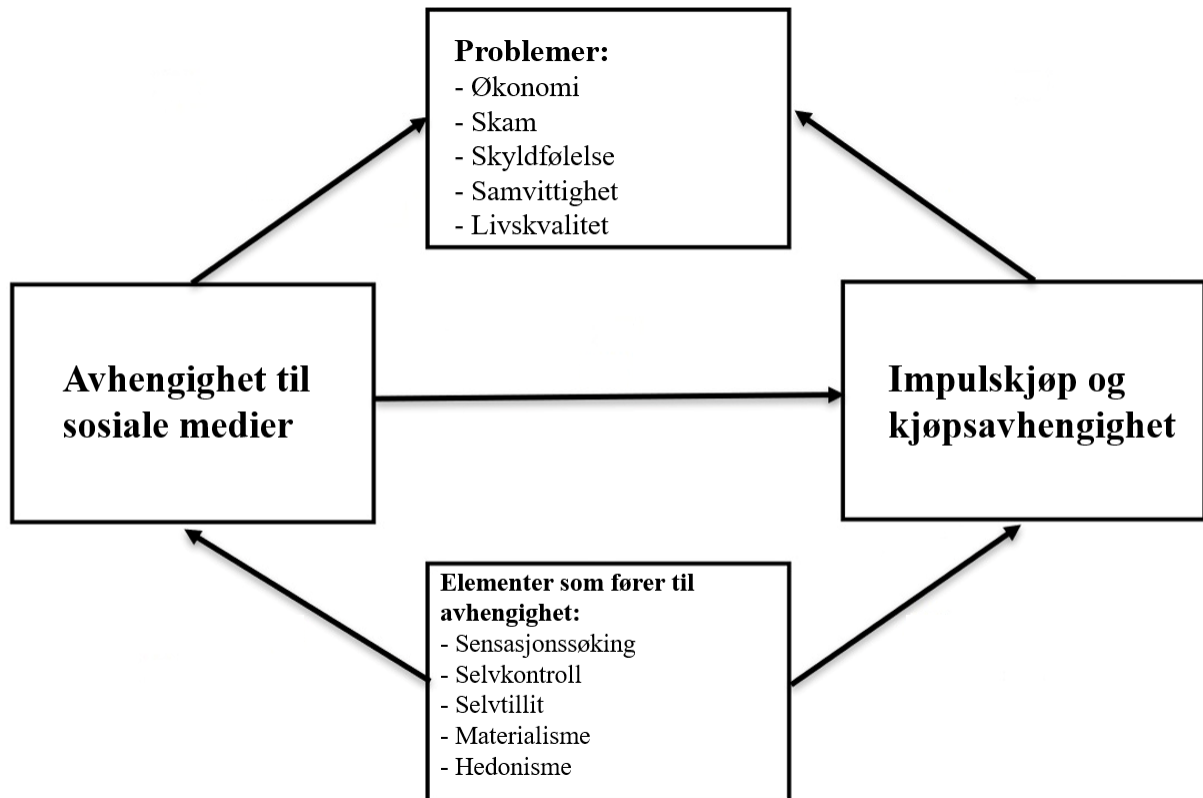 Problemer:
- Økonomi
- Skam
- Skyldfølelse
- Samvittighet
- Livskvalitet
Avhengighet til
sosiale medier
Impulskjøp og
kjøpsavhengighet
Elementer som fører til
avhengighet:
- Sensasjonssøking
- Selvkontroll
- Selvtillit
- Materialisme
- Hedonisme